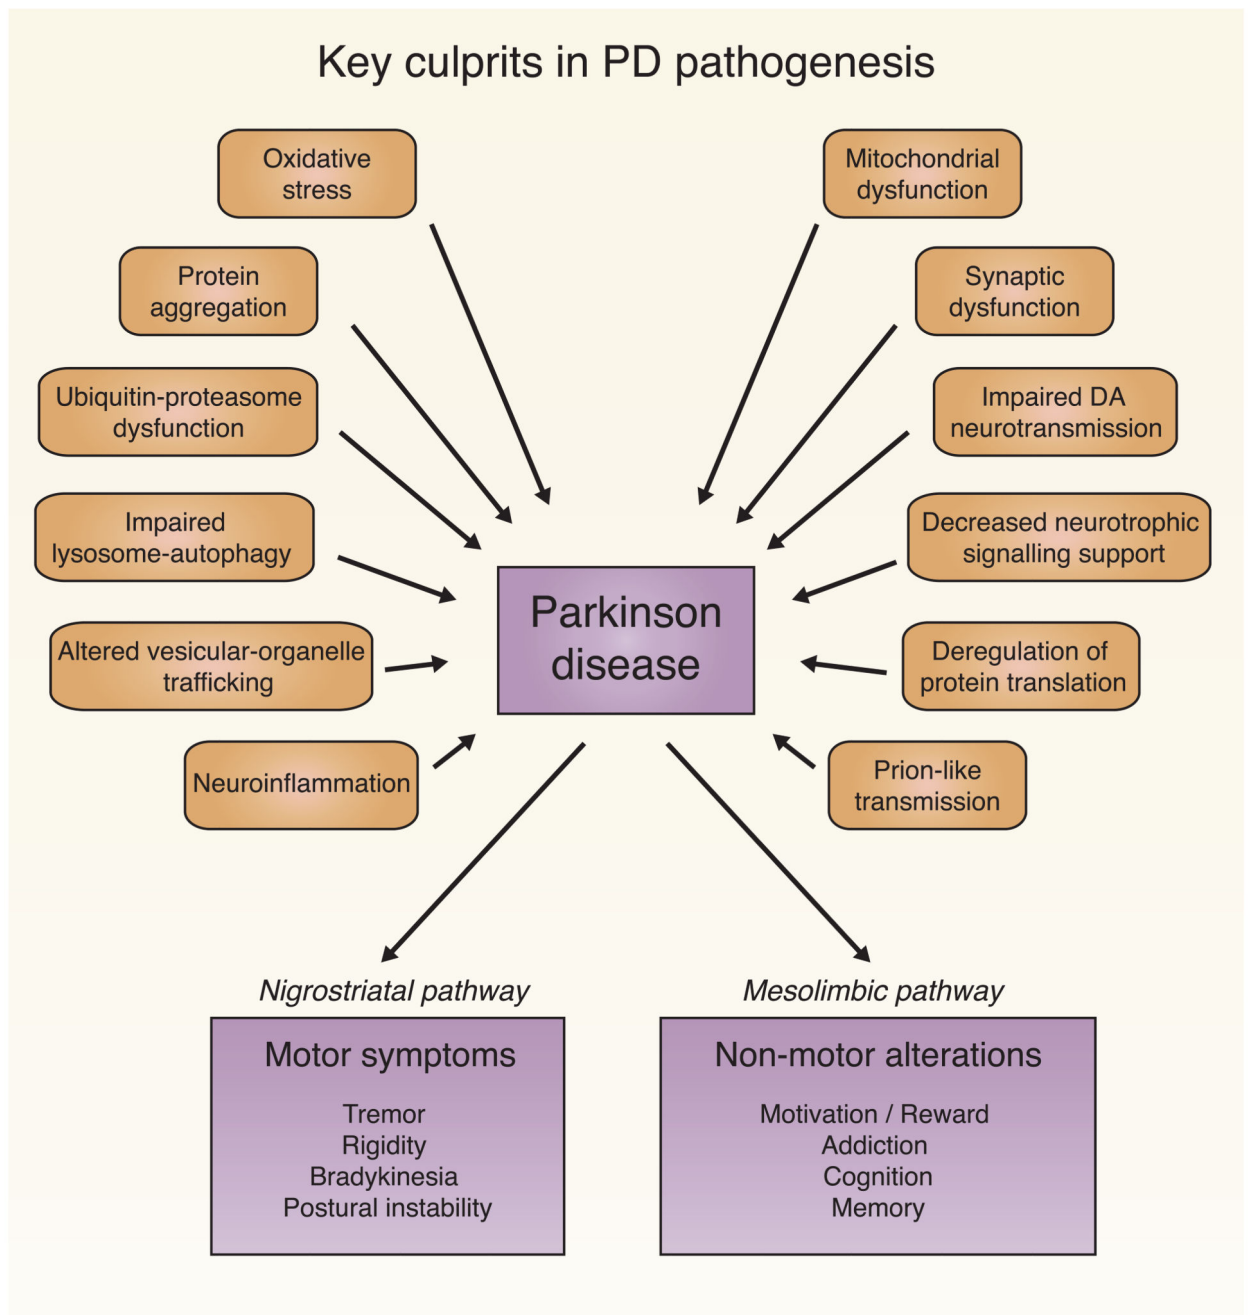 Key culprits in PD pathogenesis
Oxidative
stress
Mitochondrial
dysfunction
Protein
aggregation
Synaptic
dysfunction
Ubiquitin-proteasome
dysfunction
Impaired DA
neurotransmission
Impaired
lysosome-autophagy
Decreased neurotrophic
signalling support
Parkinson
disease
Altered vesicular-organelle
trafficking
Deregulation of
protein translation
Neuroinflammation
Prion-like
transmission
Nigrostriatal pathway
Motor symptoms
Tremor
Rigidity
Bradykinesia
Postural instability
Mesolimbic pathway
Non-motor alterations
Motivation / Reward
Addiction
Cognition
Memory